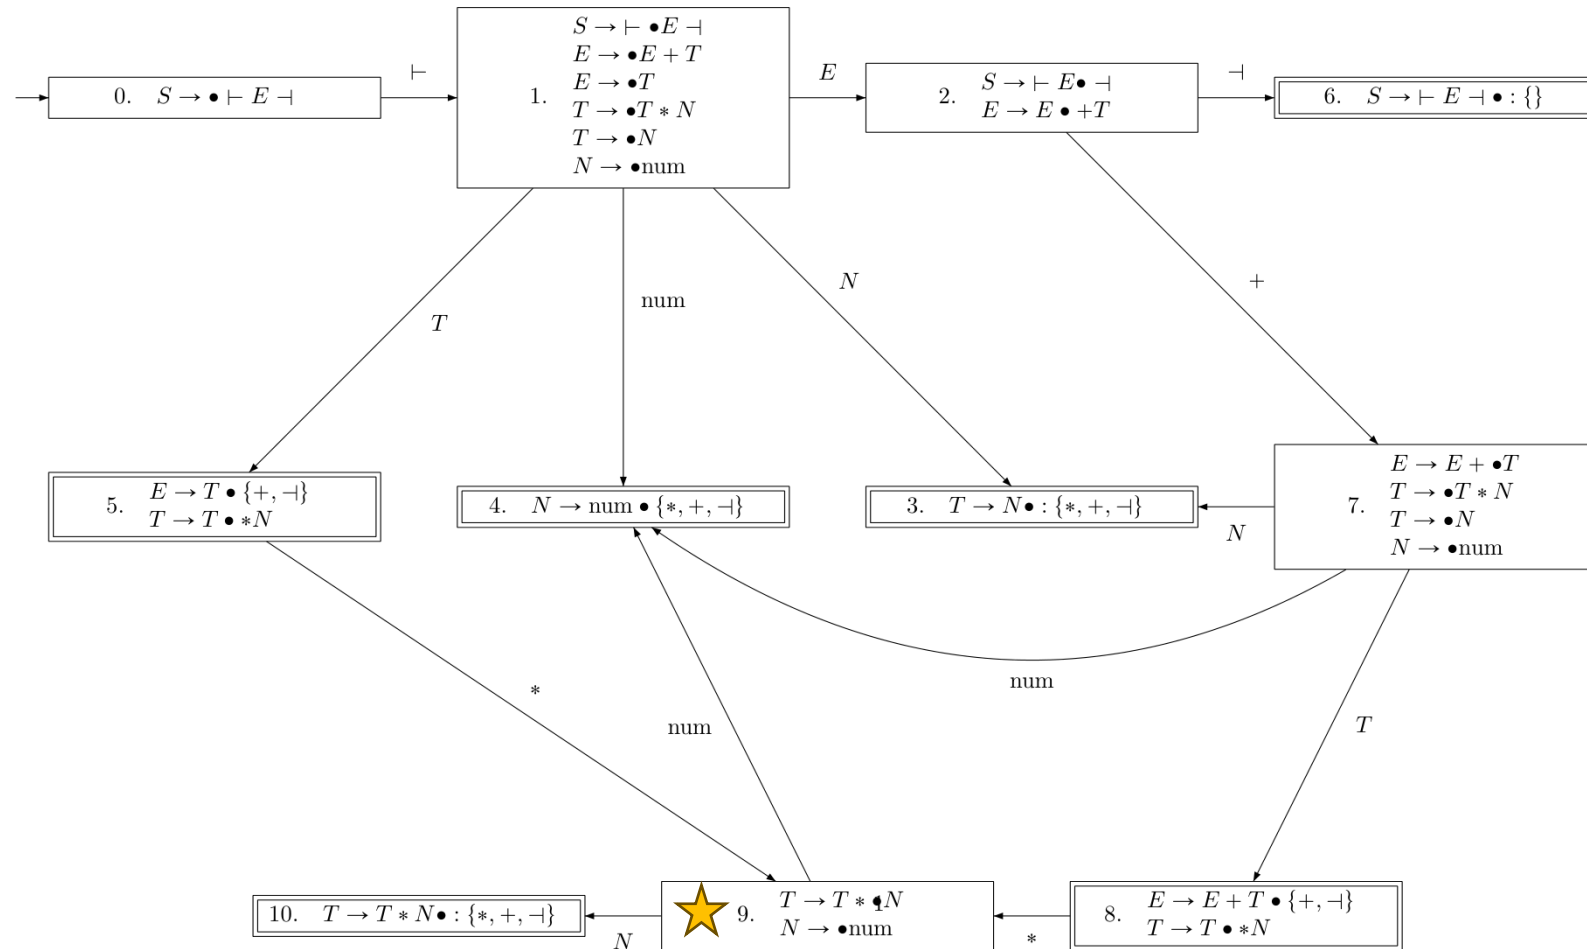 0. S → • ⊢ E ⊣
⊢
1.
S → ⊢ •E ⊣
E → •E + T
E → •T
T → •T ∗ N
T → •N
N → •num
E
2.
S → ⊢ E• ⊣
E → E • +T
⊣
6. S → ⊢ E ⊣ • : {}
T
num
N
+
5.
E → T • {+, ⊣}
T → T • ∗N
4. N → num • {∗, +, ⊣}
3. T → N• : {∗, +, ⊣}
N
7.
E → E + •T
T → •T ∗ N
T → •N
N → •num
∗
num
num
T
10. T → T ∗ N• : {∗, +, ⊣}
N
9.
T → T ∗ •N
N → •num
∗
8.
E → E + T • {+, ⊣}
T → T • ∗N